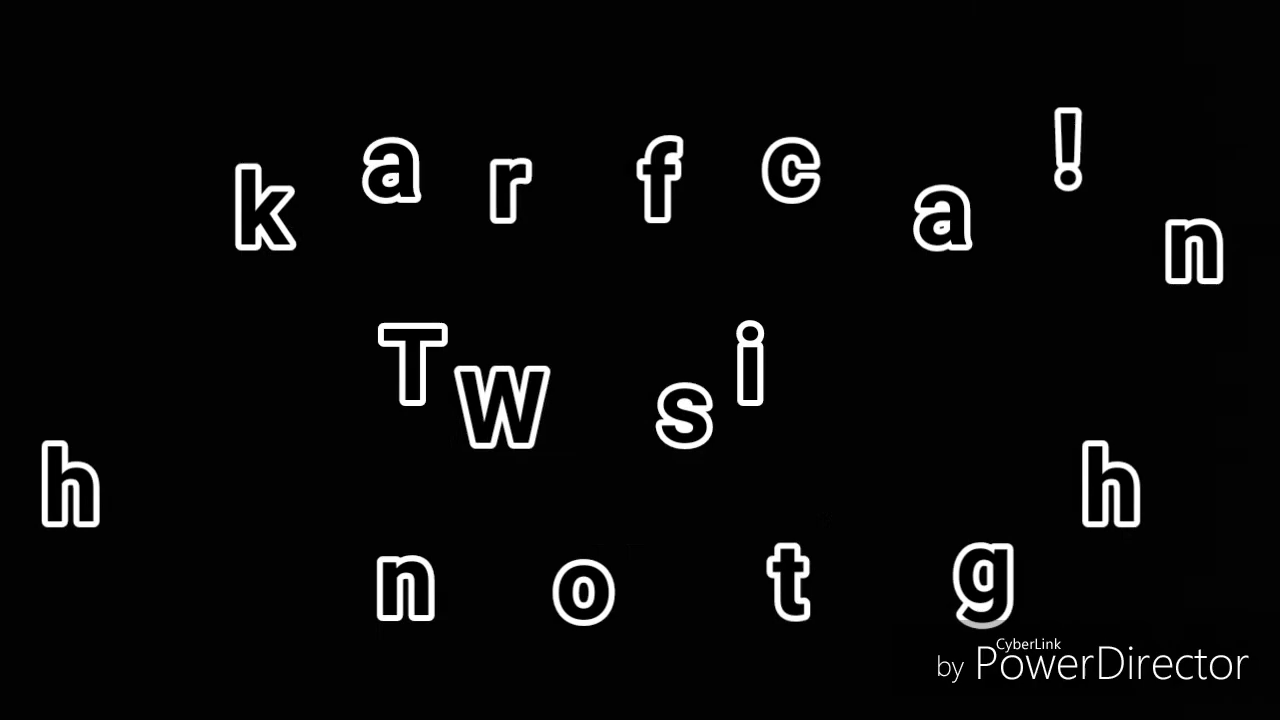 k a r f c a ! n
T W s i
h h
n o t g
CyberLink
by PowerDirector